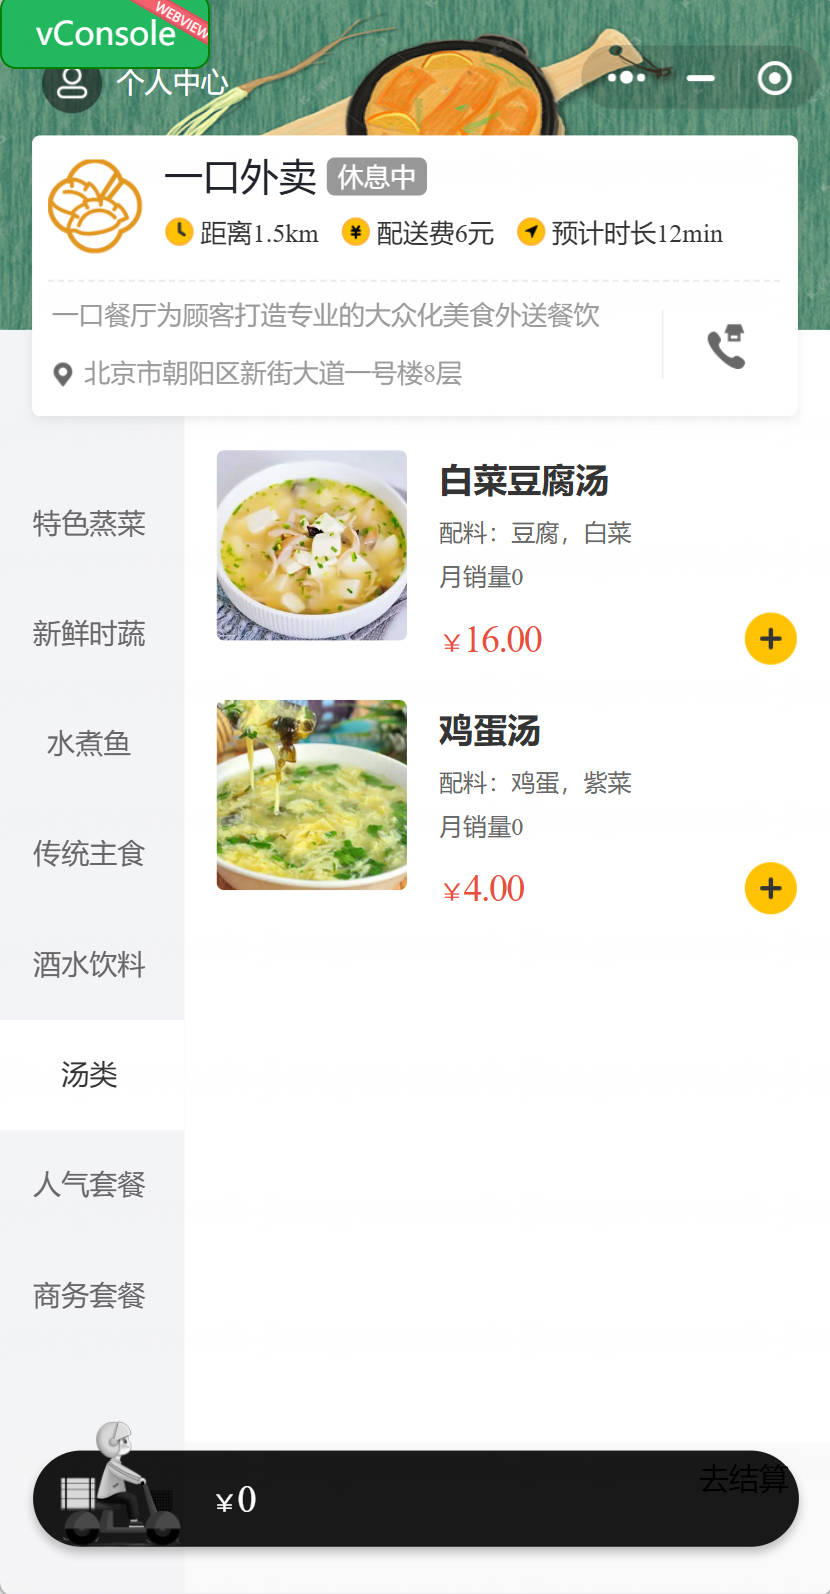 vConsole
WEBVIEW
个人中心
一口外卖 休息中
距离1.5km 配送费6元 预计时长12min
一口餐厅为顾客打造专业的大众化美食外送餐饮
北京市朝阳区新街大道一号楼8层
特色蒸菜
新鲜时蔬
水煮鱼
传统主食
酒水饮料
汤类
人气套餐
商务套餐
白菜豆腐汤
配料：豆腐，白菜
月销量0
￥16.00
鸡蛋汤
配料：鸡蛋，紫菜
月销量0
￥4.00
￥0
去结算